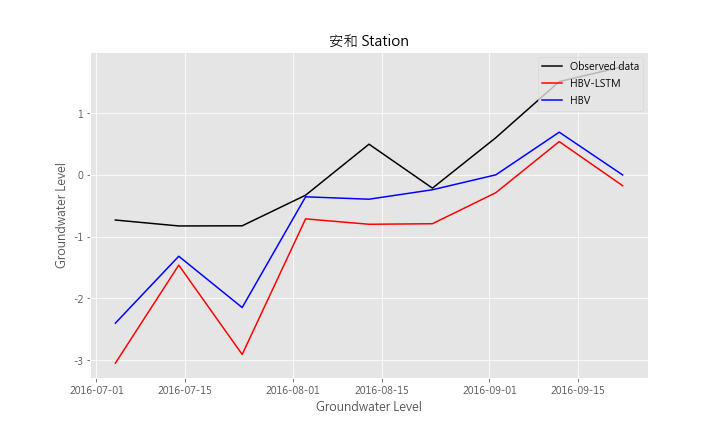 安和 Station
Observed data
HBV-LSTM
HBV
Groundwater Level
1
0
-1
-2
-3
2016-07-01 2016-07-15 2016-08-01 2016-08-15 2016-09-01 2016-09-15
Groundwater Level